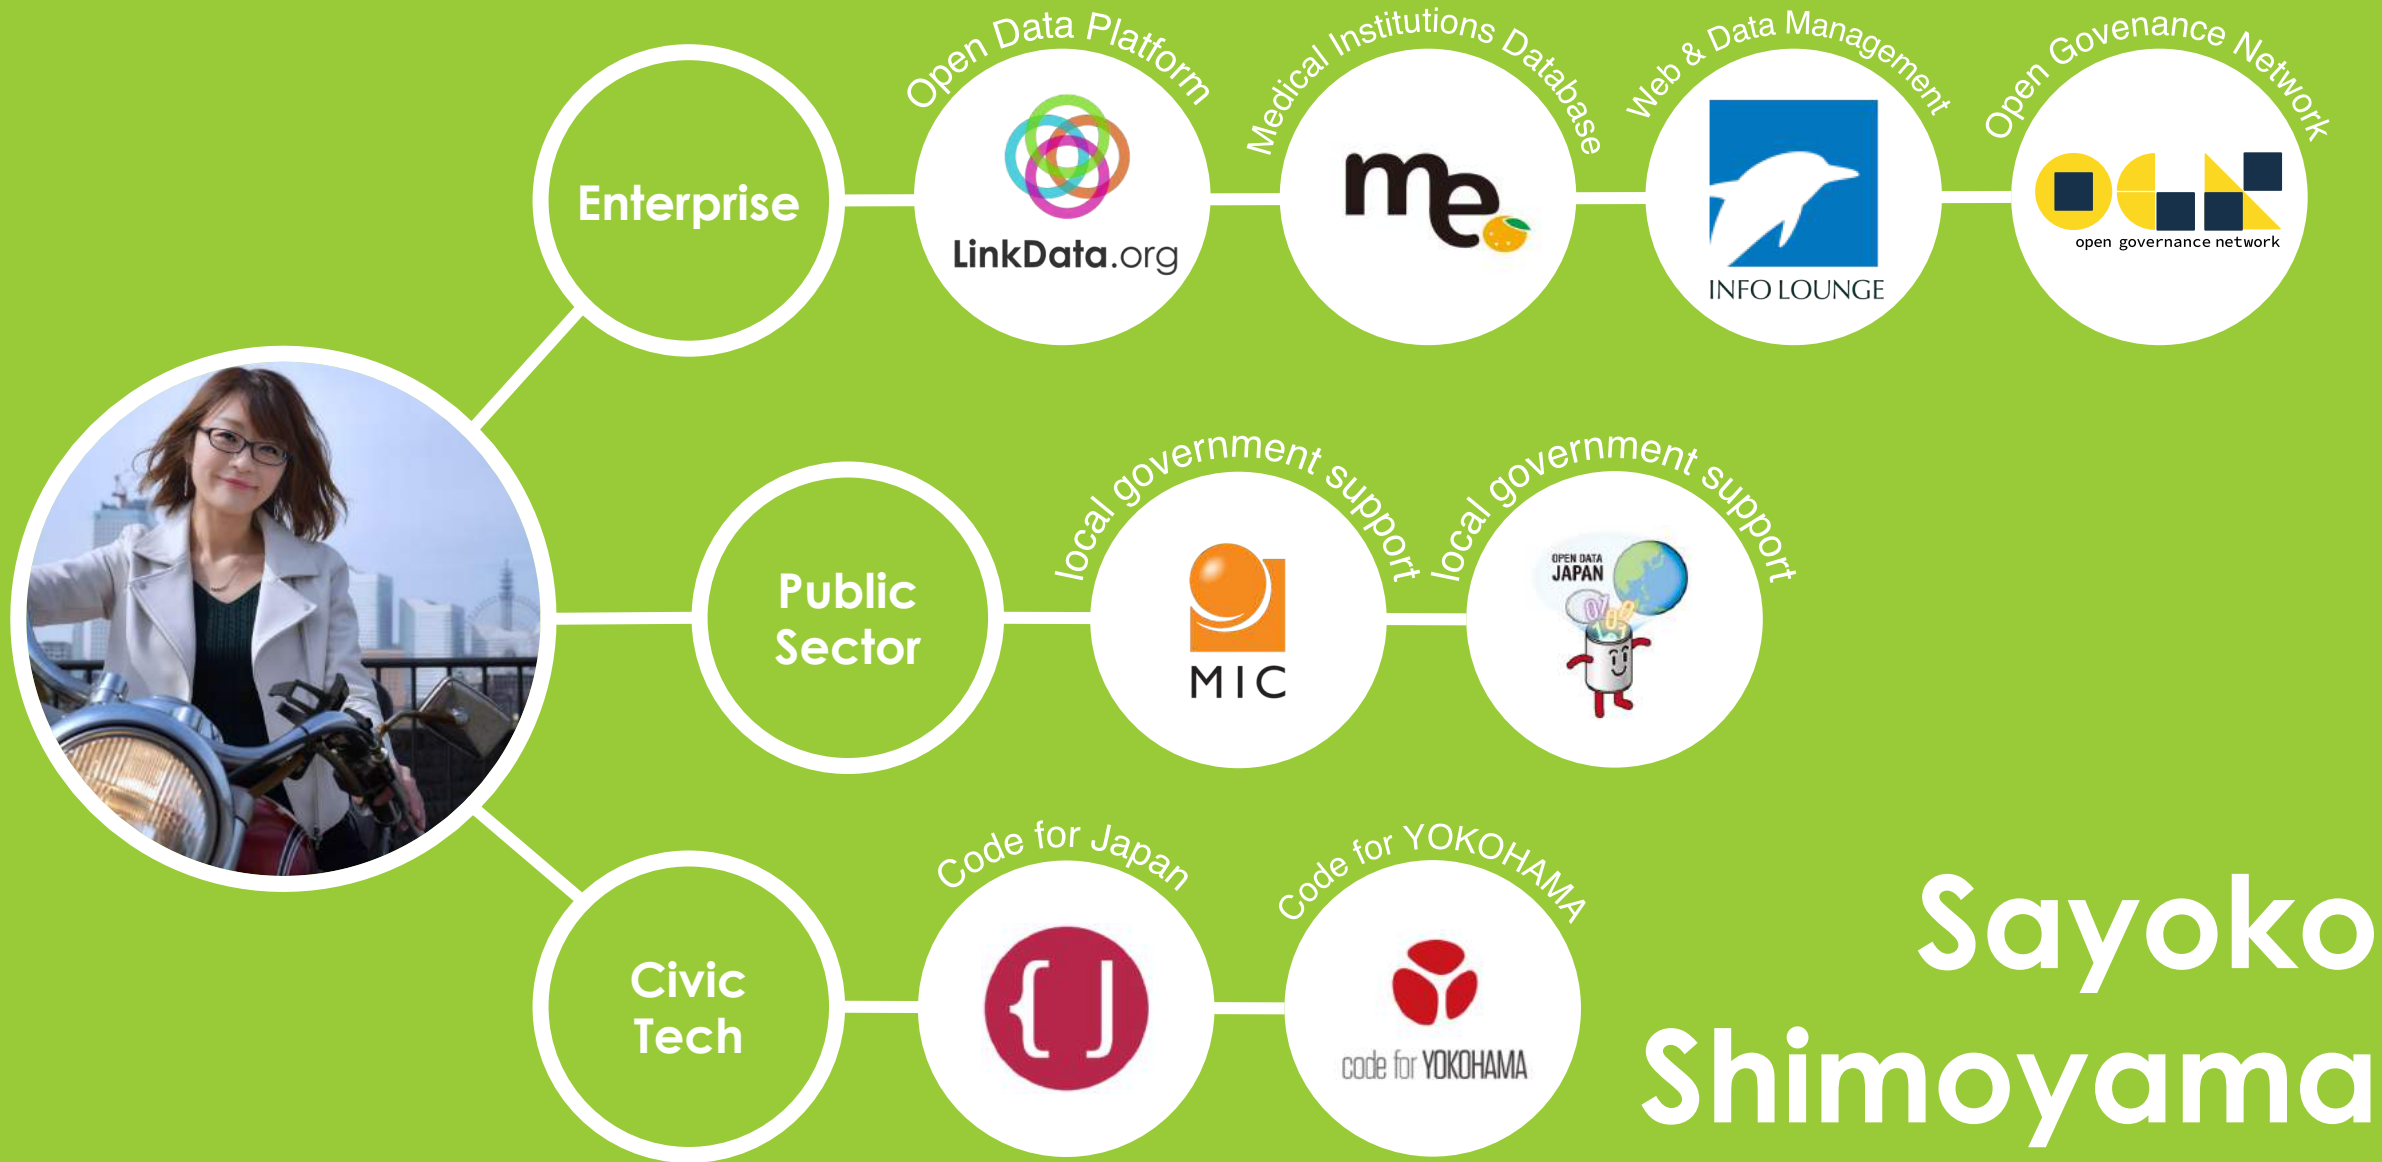 Open Data Platform
Medical Institutions Database
Web & Data Management
Open Govenance Network
Enterprise
LinkData.org
me
INFO LOUNGE
OGN
open governance network
local government support
local government support
Public
Sector
MIC
OPEN DATA
JAPAN
Code for Japan
Code for YOKOHAMA
Civic
Tech
{ J
code for YOKOHAMA
Sayoko
Shimoyama